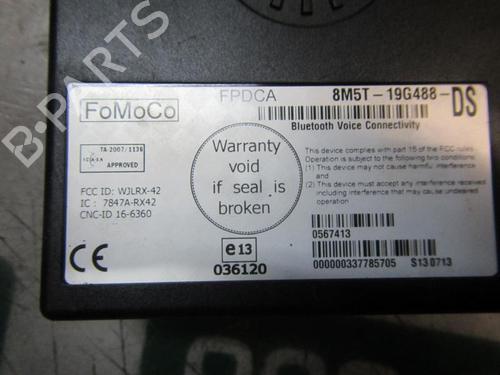 B-PARTS
FPDCA 8M5T-19G488-DS
FoMoCo
Bluetooth Voice Connectivity
TA-2007/1136
APPROVED
This device complies with part 15 of the FCC rules
Operation is subject to the following two conditions
(1) This device may not cause harmful interference
and
(2) This device must accept any interference received
including interference that may cause undesired
operation
Warranty
void
if seal is
broken
FCC ID: WJLRX-42
IC : 7847A-RX42
CNC-ID 16-6360
CE
e13
036120
0567413
000000337785705 S13 0713